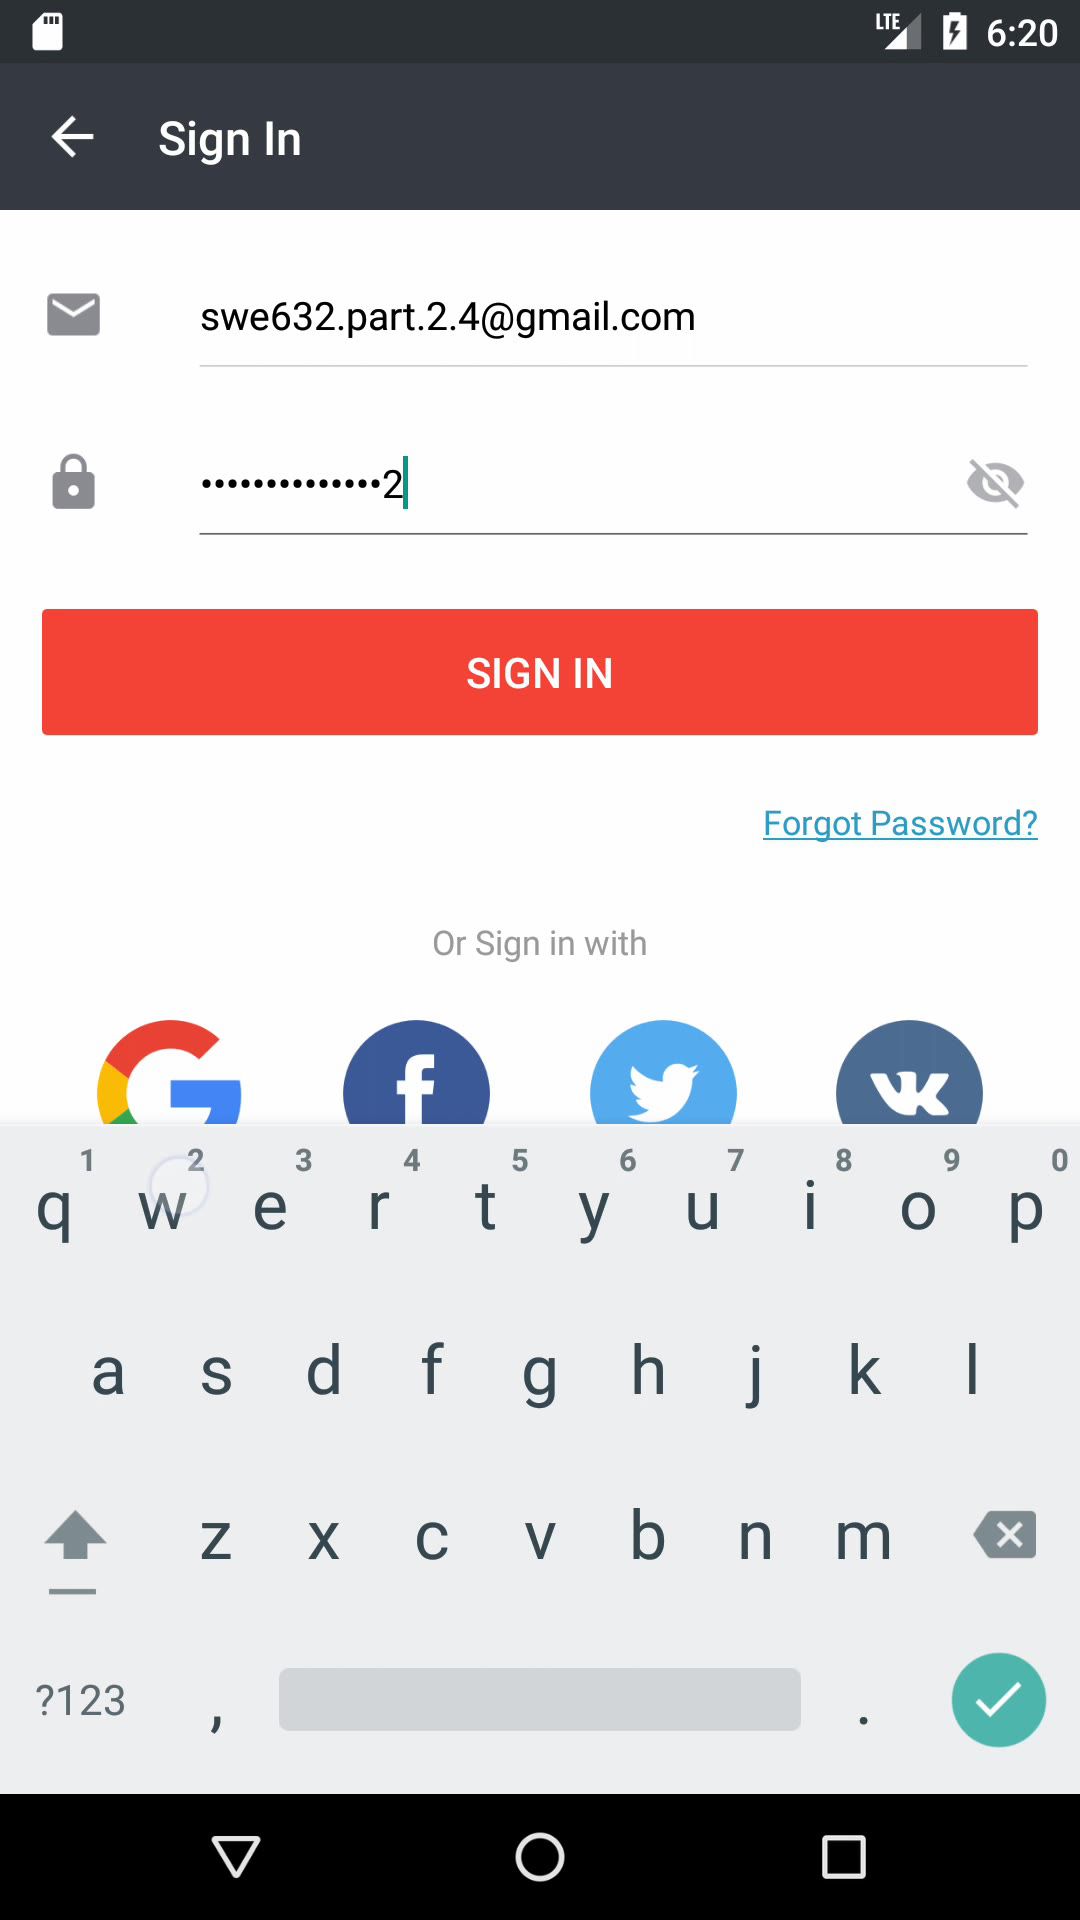 LTE 6:20
Sign In
swe632.part.2.4@gmail.com
••••••••••••••2
SIGN IN
Forgot Password?
Or Sign in with
1 2 3 4 5 6 7 8 9 0
q w e r t y u i o p
a s d f g h j k l
z x c v b n m
?123 , .